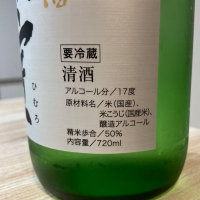 ひむろ
要冷蔵
清酒
アルコール分／17度
原材料名／米(国産)、
米こうじ(国産米)、
醸造アルコール
精米歩合／50%
内容量／720ml